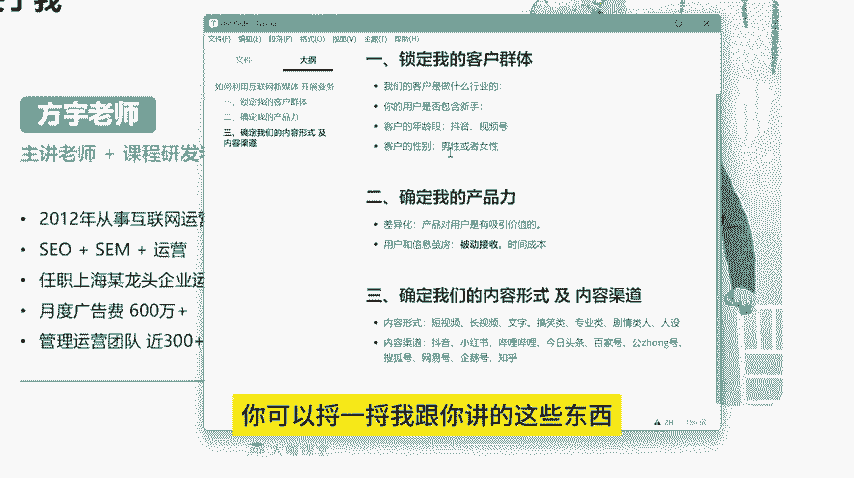 方宇老师
主讲老师 + 课程研发
• 2012年从事互联网运营
• SEO + SEM + 运营
• 任职上海某龙头企业运
• 月度广告费 600万+
• 管理运营团队 近300+
文件(F) 编辑(E) 段落(P) 格式(O) 视图(V) 主题(T) 帮助(H)
文件 大纲
如何利用互联网新媒体 开展业务
一、锁定我的客户群体
二、确定我的产品力
三、确定我们的内容形式 及
内容渠道
一、锁定我的客户群体
• 我们的客户是做什么行业的：
• 你的用户是否包含新手：
• 客户的年龄段：抖音、视频号
• 客户的性别：男性或者女性
二、确定我的产品力
• 差异化：产品对用户是有吸引价值的。
• 用户和信息茧房：被动接收，时间成本
三、确定我们的内容形式 及 内容渠道
• 内容形式：短视频、长视频、文字。搞笑类、专业类、剧情类人、人设
• 内容渠道：抖音、小红书、哔哩哔哩、今日头条、百家号、公zhong号、
搜狐号、网易号、企鹅号、知乎
你可以捋一捋我跟你讲的这些东西